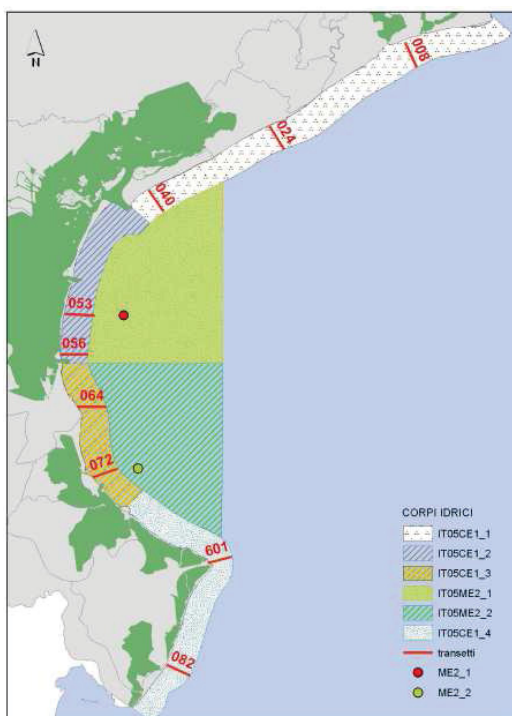 N
008
024
040
053
056
064
072
601
082
CORPI IDRICI
IT05CE1_1
IT05CE1_2
IT05CE1_3
IT05ME2_1
IT05ME2_2
IT05CE1_4
transetti
ME2_1
ME2_2